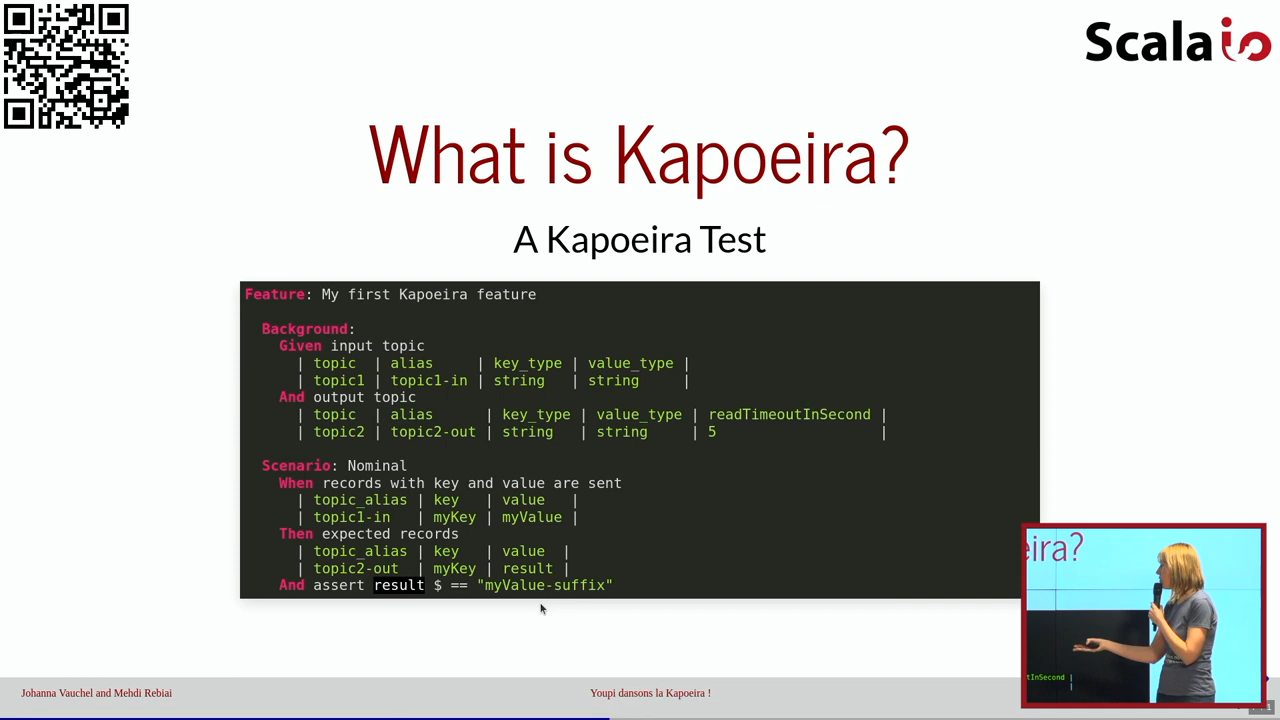 Scala io
What is Kapoeira?
A Kapoeira Test
Feature: My first Kapoeira feature
Background:
Given input topic
| topic | alias | key_type | value_type |
| topic1 | topic1-in | string | string |
And output topic
| topic | alias | key_type | value_type | readTimeoutInSecond |
| topic2 | topic2-out | string | string | 5 |
Scenario: Nominal
When records with key and value are sent
| topic_alias | key | value |
| topic1-in | myKey | myValue |
Then expected records
| topic_alias | key | value |
| topic2-out | myKey | result |
And assert result $ == "myValue-suffix"
eira?
tInSecond |
|
Johanna Vauchel and Mehdi Rebiai
Youpi dansons la Kapoeira !